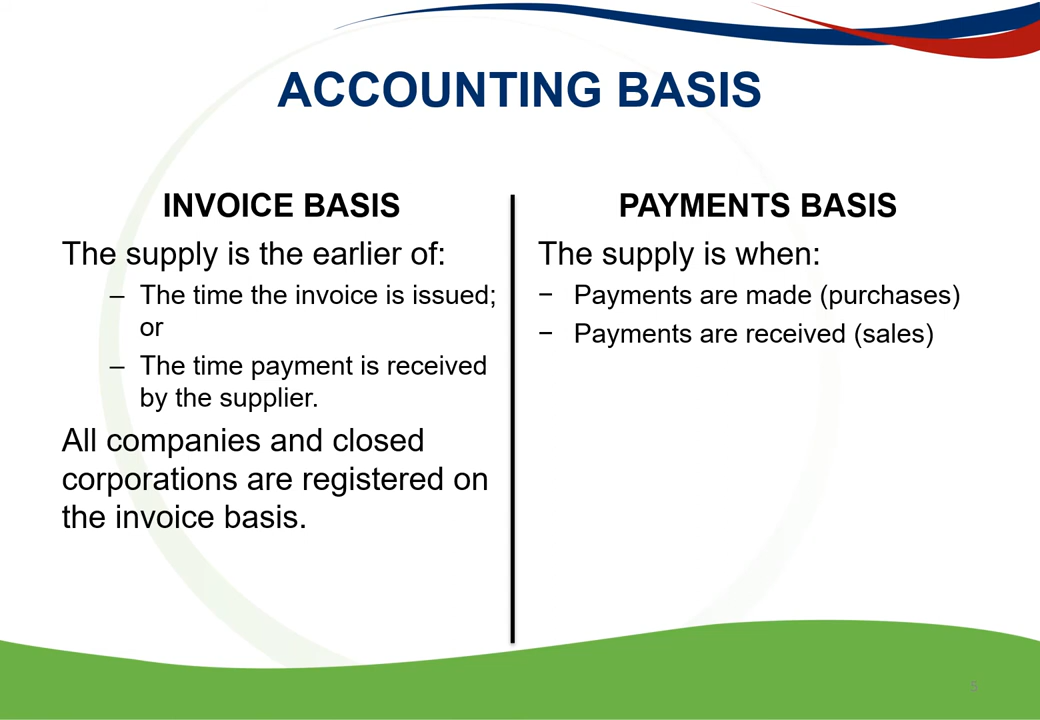 ACCOUNTING BASIS
INVOICE BASIS
The supply is the earlier of:
– The time the invoice is issued;
or
– The time payment is received
by the supplier.
All companies and closed
corporations are registered on
the invoice basis.
PAYMENTS BASIS
The supply is when:
− Payments are made (purchases)
− Payments are received (sales)
5